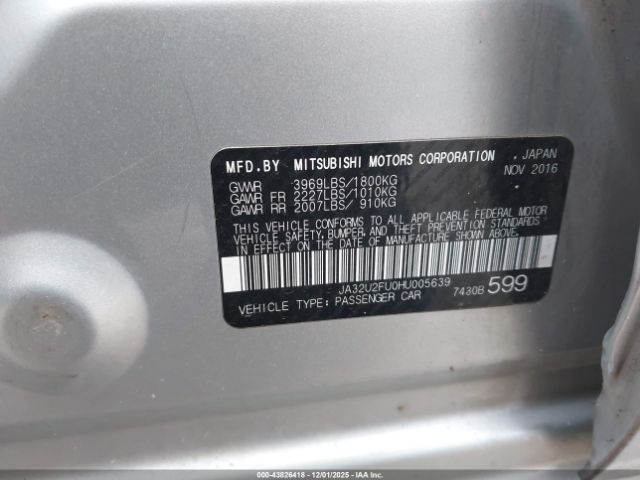 MFD.BY MITSUBISHI MOTORS CORPORATION , JAPAN
NOV 2016
GVWR 3969LBS/1800KG
GAWR FR 2227LBS/1010KG
GAWR RR 2007LBS/ 910KG
THIS VEHICLE CONFORMS TO ALL APPLICABLE FEDERAL MOTOR
VEHICLE SAFETY, BUMPER, AND THEFT PREVENTION STANDARDS
IN EFFECT ON THE DATE OF MANUFACTURE SHOWN ABOVE.
JA32U2FU0HU005639
VEHICLE TYPE: PASSENGER CAR 7430B 599
000-43826418 - 12/01/2025 - IAAI.COM